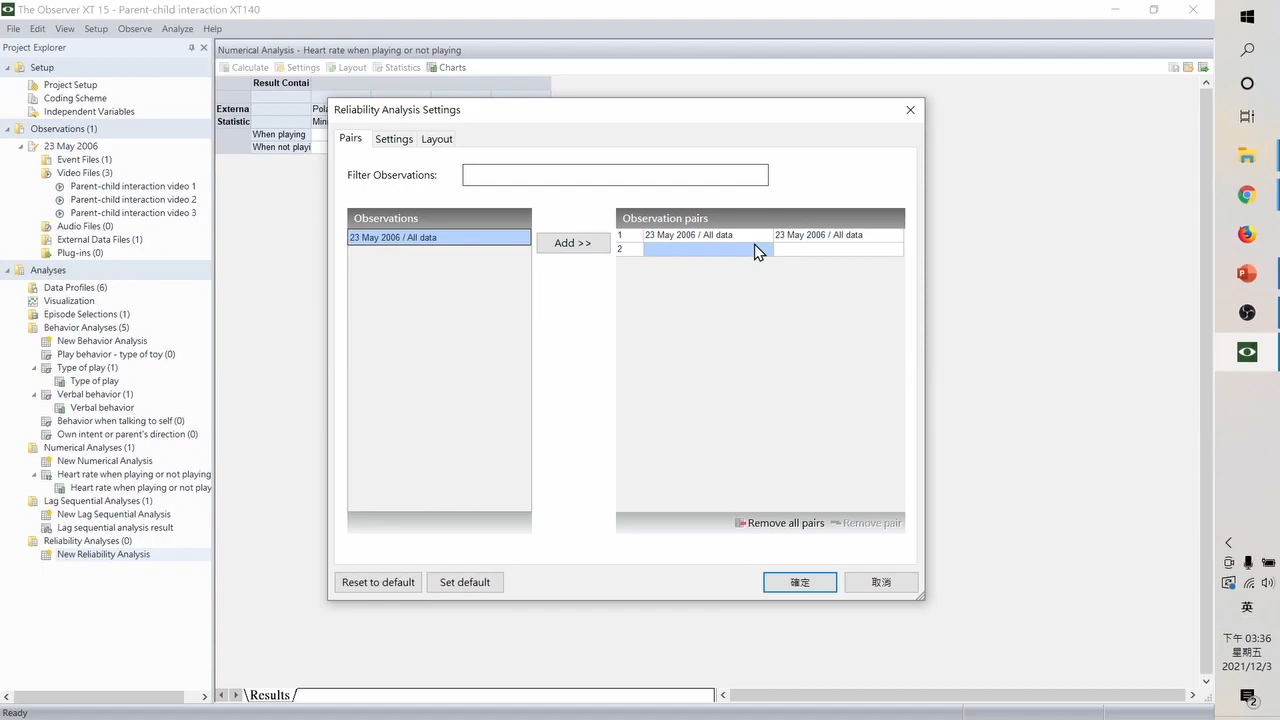 The Observer XT 15 - Parent-child interaction XT140
File Edit View Setup Observe Analyze Help
Project Explorer
Setup
Project Setup
Coding Scheme
Independent Variables
Observations (1)
23 May 2006
Event Files (1)
Video Files (3)
Parent-child interaction video 1
Parent-child interaction video 2
Parent-child interaction video 3
Audio Files (0)
External Data Files (1)
Plug-ins (0)
Analyses
Data Profiles (6)
Visualization
Episode Selections (1)
Behavior Analyses (5)
New Behavior Analysis
Play behavior - type of toy (0)
Type of play (1)
Type of play
Verbal behavior (1)
Verbal behavior
Behavior when talking to self (0)
Own intent or parent's direction (0)
Numerical Analyses (1)
New Numerical Analysis
Heart rate when playing or not playing
Heart rate when playing or not play
Lag Sequential Analyses (1)
New Lag Sequential Analysis
Lag sequential analysis result
Reliability Analyses (0)
New Reliability Analysis
Numerical Analysis - Heart rate when playing or not playing
Calculate Settings Layout Statistics Charts
Result Contai
Externa Pola
Statistic Mini
When playing
When not playi
Reliability Analysis Settings
Pairs Settings Layout
Filter Observations:
Observations
23 May 2006 / All data
Add >>
Observation pairs
1 23 May 2006 / All data 23 May 2006 / All data
2
Remove all pairs Remove pair
Reset to default Set default 確定 取消
Results
Ready
英
下午 03:36
星期五
2021/12/3
2